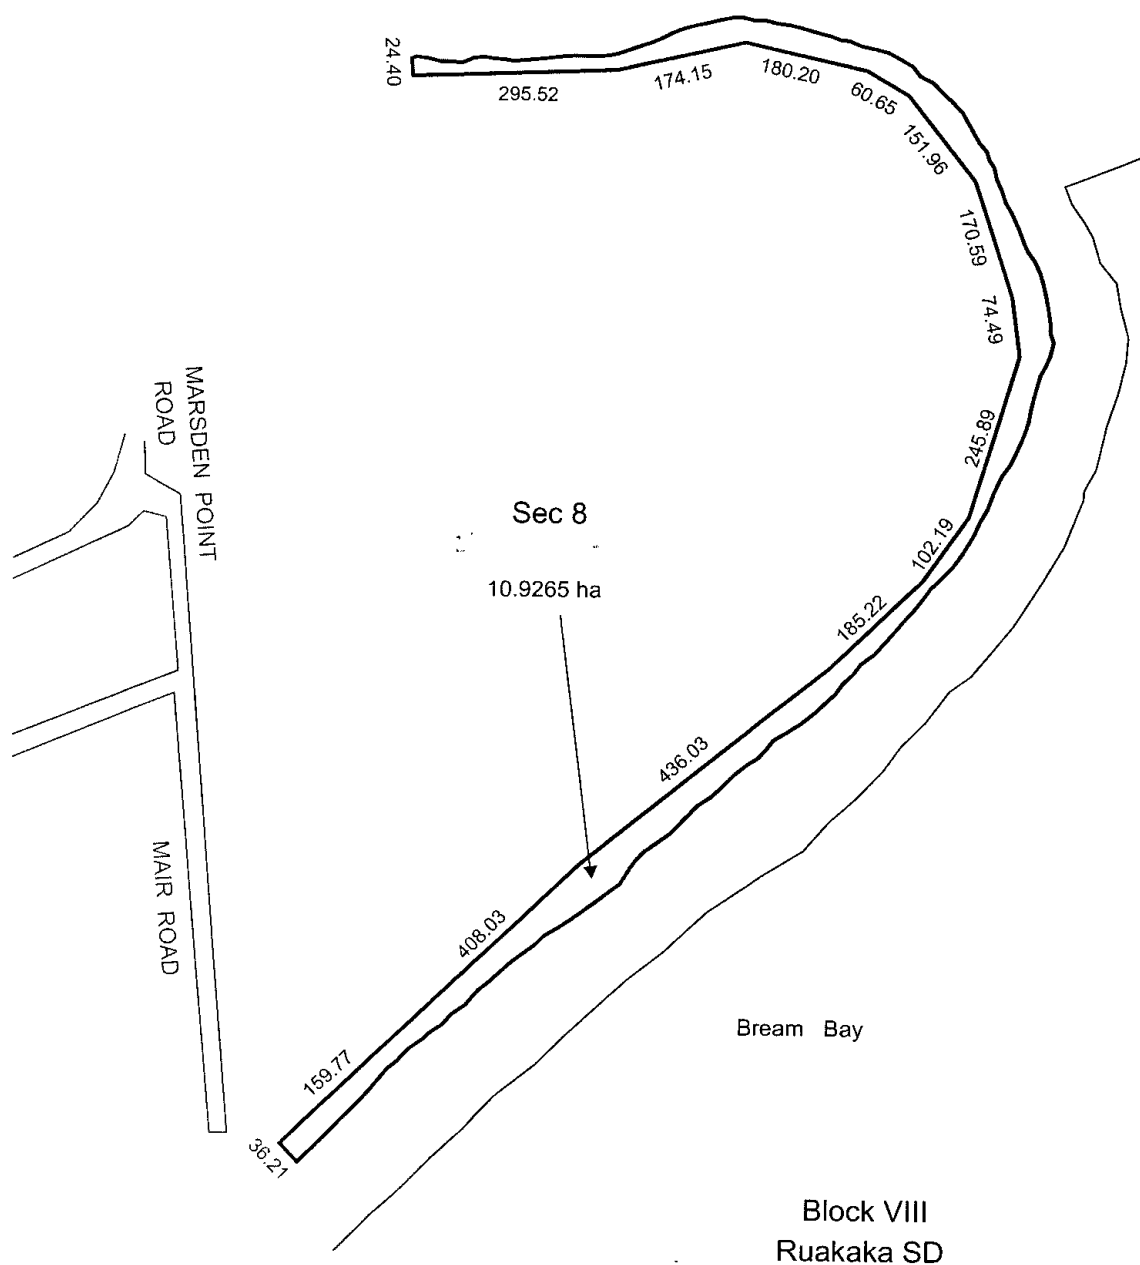 24.40
295.52
174.15
180.20
60.65
151.96
170.59
74.49
245.89
102.19
185.22
436.03
408.03
159.77
36.21
MARSDEN POINT
ROAD
MAIR ROAD
Sec 8
10.9265 ha
Bream Bay
Block VIII
Ruakaka SD